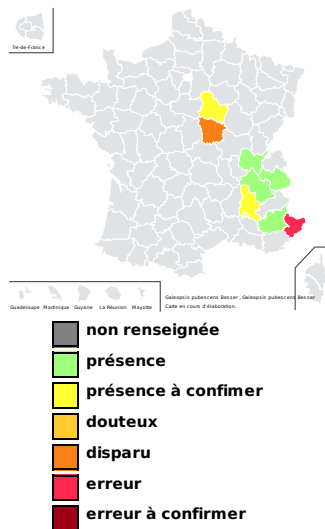 Île-de-France
Guadeloupe Martinique Guyane La Réunion Mayotte
Galeopsis pubescens Besser , Galeopsis pubescens Besser
Carte en cours d'élaboration.
non renseignée
présence
présence à confimer
douteux
disparu
erreur
erreur à confirmer